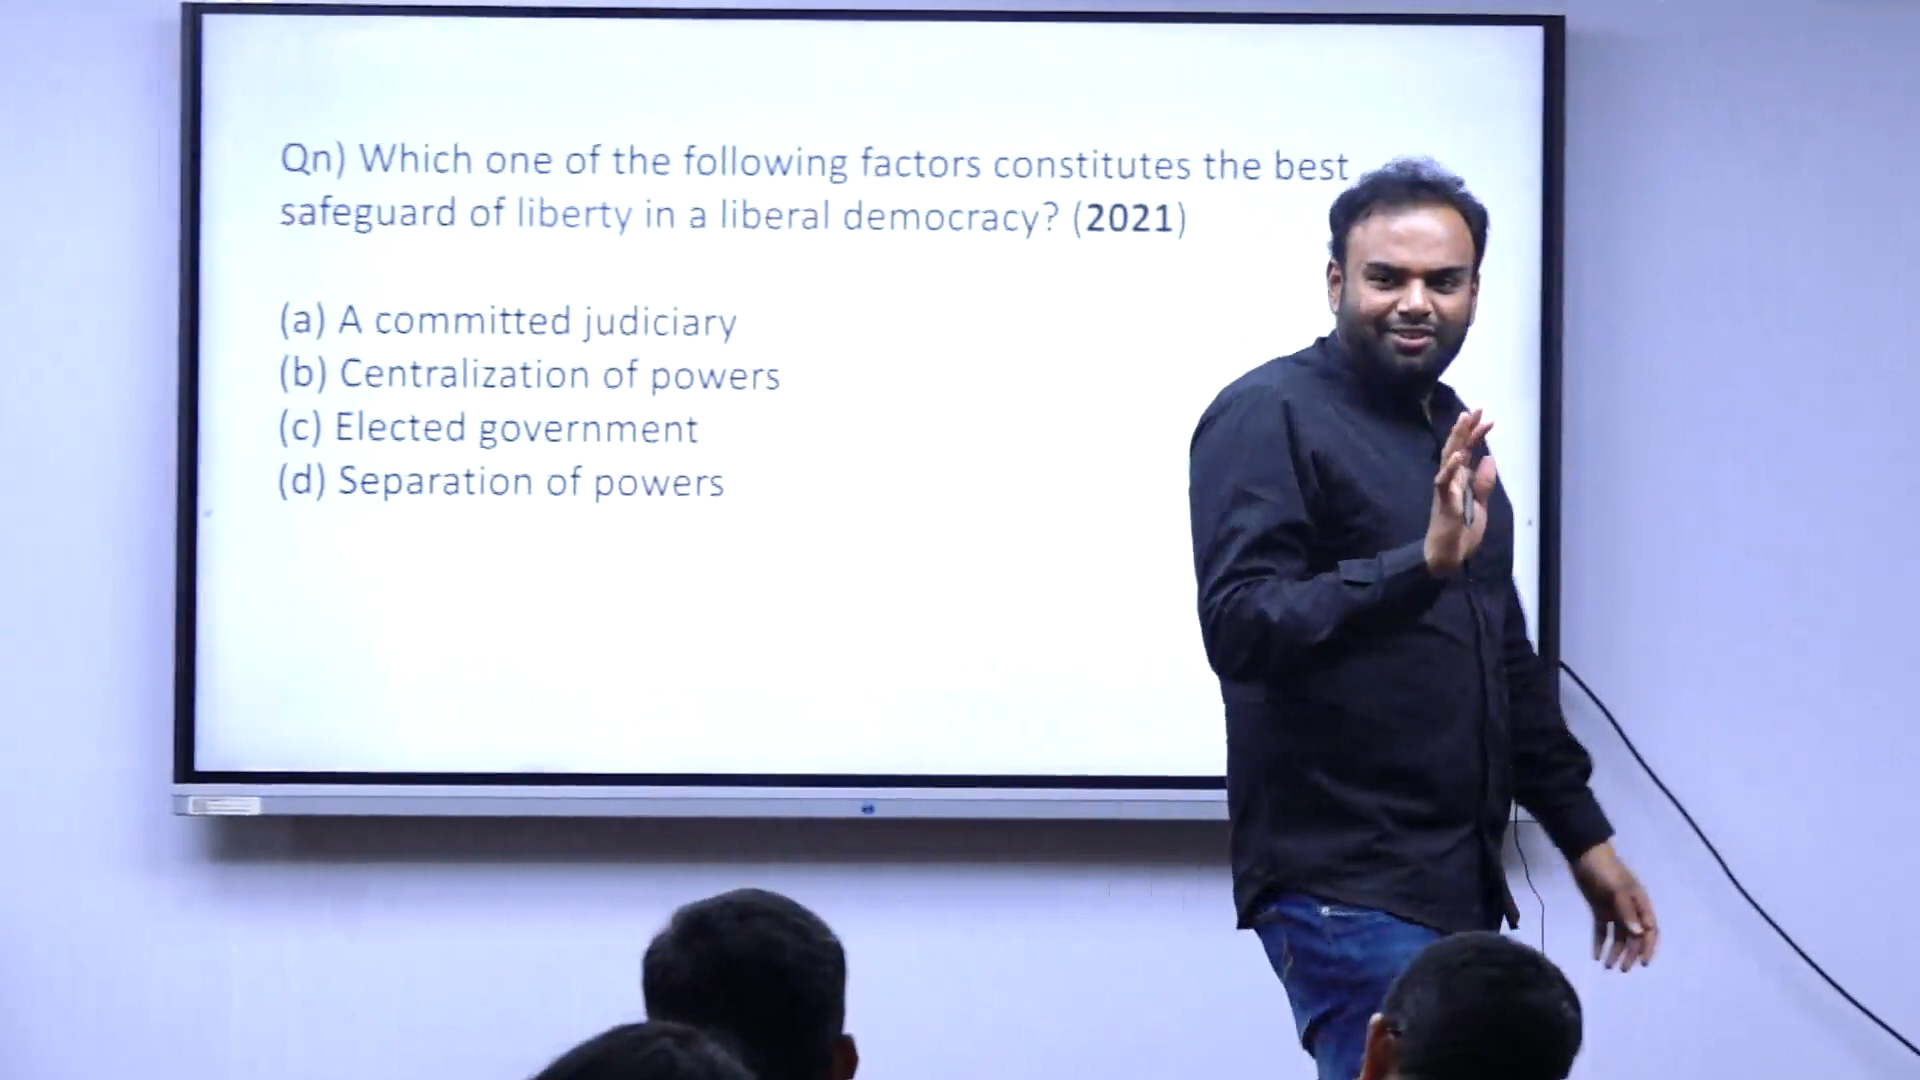 Qn) Which one of the following factors constitutes the best
safeguard of liberty in a liberal democracy? (2021)
(a) A committed judiciary
(b) Centralization of powers
(c) Elected government
(d) Separation of powers